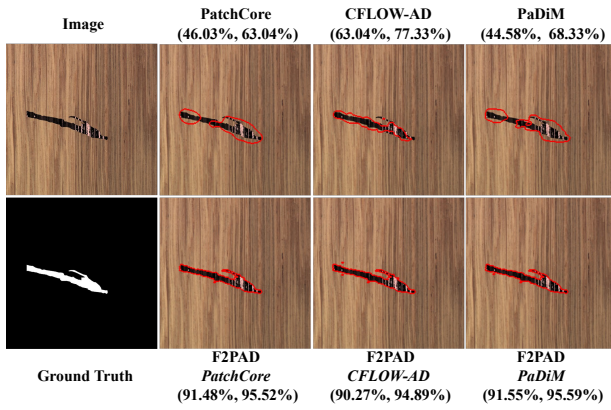 Image
PatchCore
(46.03%, 63.04%)
CFLOW-AD
(63.04%, 77.33%)
PaDiM
(44.58%, 68.33%)
Ground Truth
F2PAD
PatchCore
(91.48%, 95.52%)
F2PAD
CFLOW-AD
(90.27%, 94.89%)
F2PAD
PaDiM
(91.55%, 95.59%)